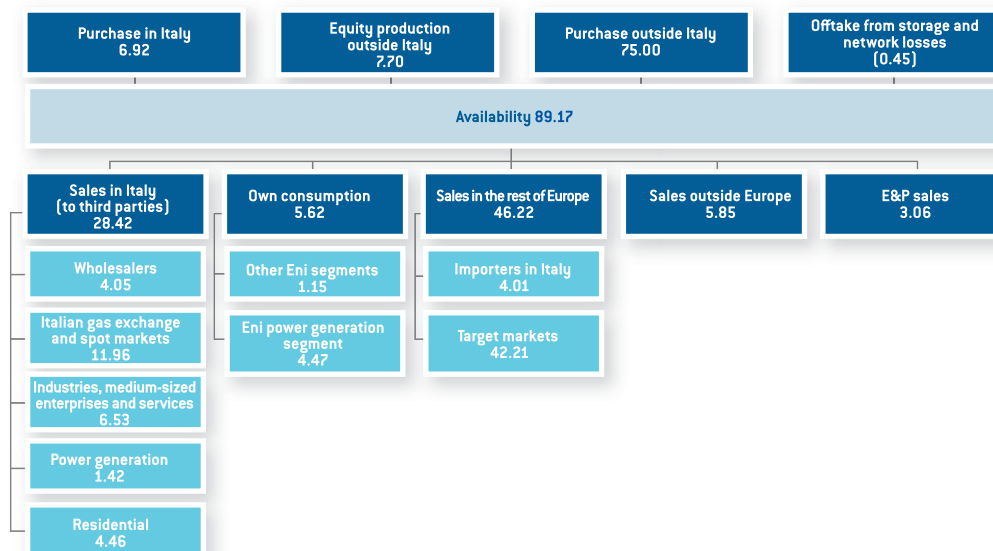 Purchase in Italy
6.92
Equity production
outside Italy
7.70
Purchase outside Italy
75.00
Offtake from storage and
network losses
(0.45)
Availability 89.17
Sales in Italy
(to third parties)
28.42
Own consumption
5.62
Sales in the rest of Europe
46.22
Sales outside Europe
5.85
E&P sales
3.06
Wholesalers
4.05
Italian gas exchange
and spot markets
11.96
Industries, medium-sized
enterprises and services
6.53
Power generation
1.42
Residential
4.46
Other Eni segments
1.15
Eni power generation
segment
4.47
Importers in Italy
4.01
Target markets
42.21